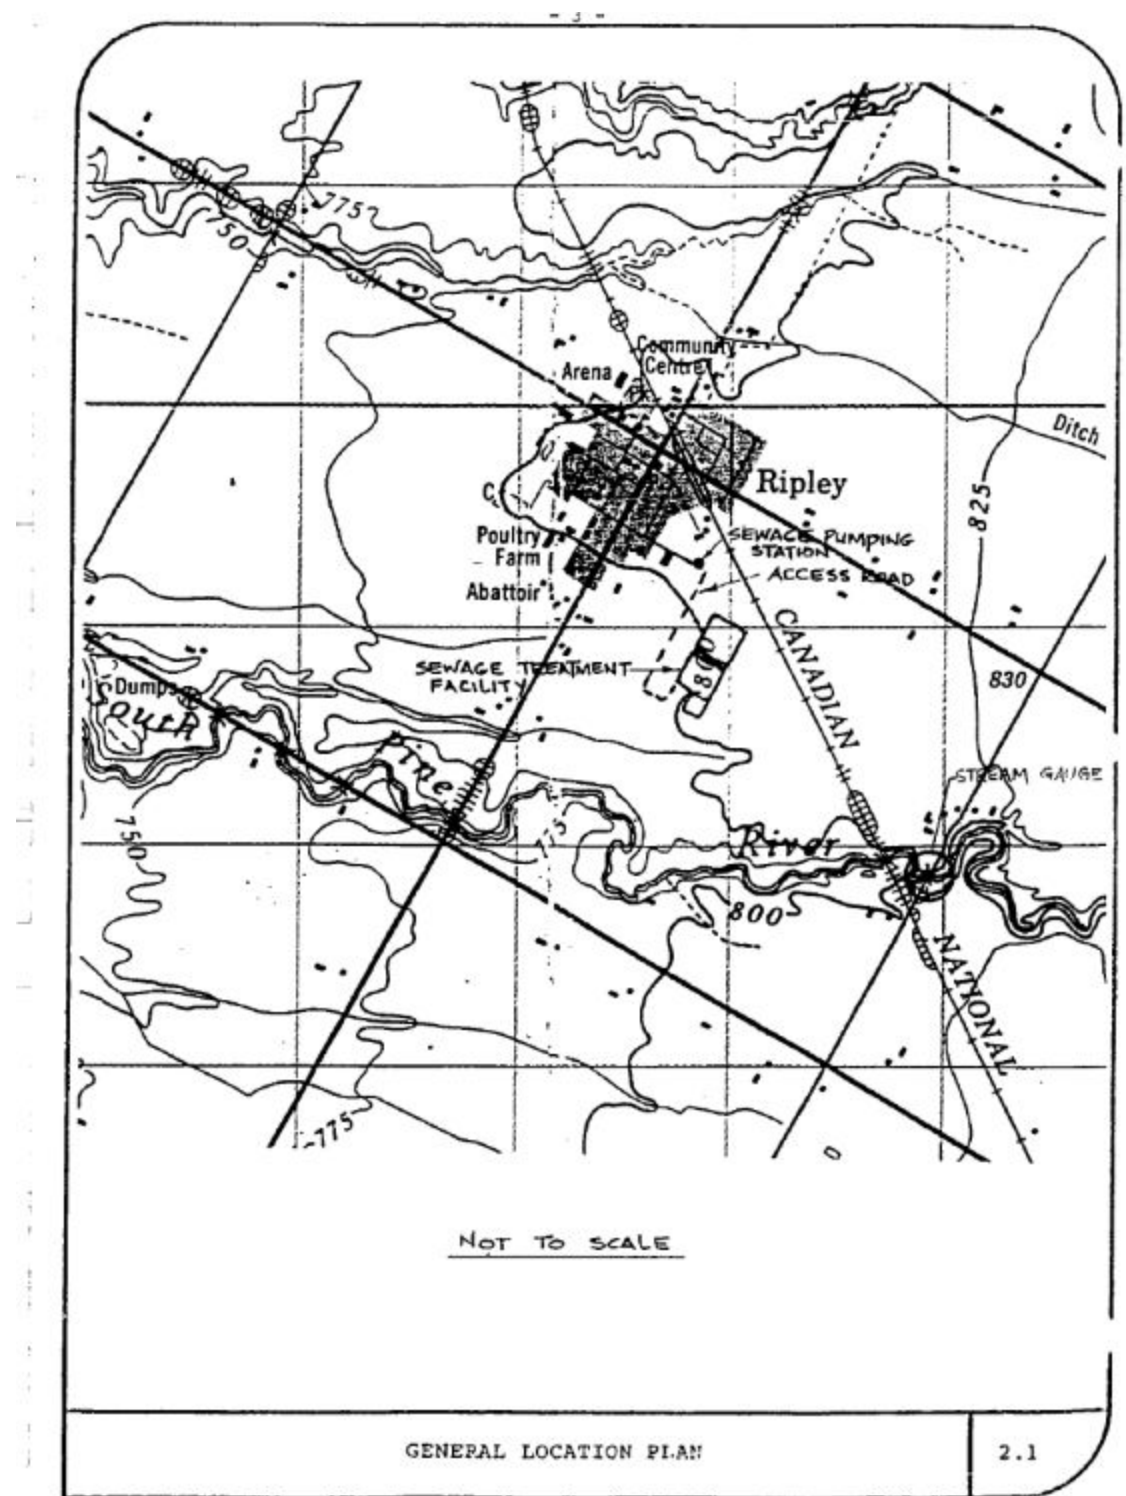 - 3 -
775
750
Community
Centre
Arena
Ditch
Ripley
825
C
Poultry
Farm
SEWAGE PUMPING
STATION
ACCESS ROAD
Abattoir
CANADIAN
SEWAGE TREATMENT
FACILITY
800
830
Dumps
South
Pine
STREAM GAUGE
750
775
River
800
NATIONAL
775
NOT TO SCALE
GENERAL LOCATION PLAN
2.1